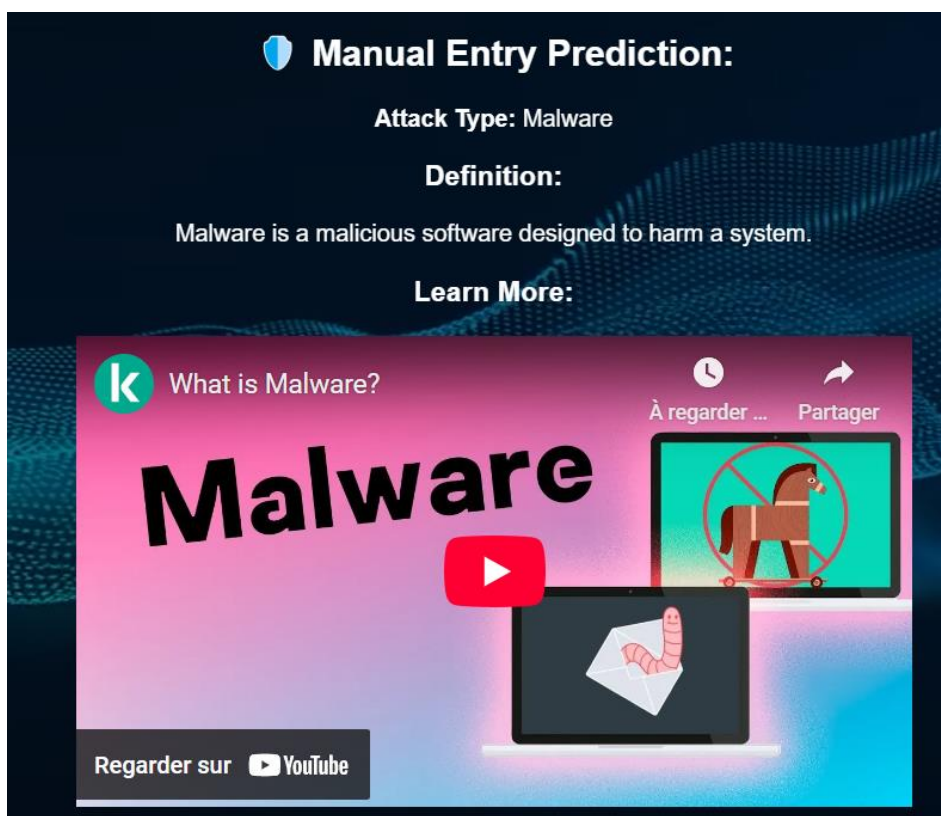 Manual Entry Prediction:
Attack Type: Malware
Definition:
Malware is a malicious software designed to harm a system.
Learn More:
k What is Malware?
À regarder ... Partager
Malware
Regarder sur YouTube